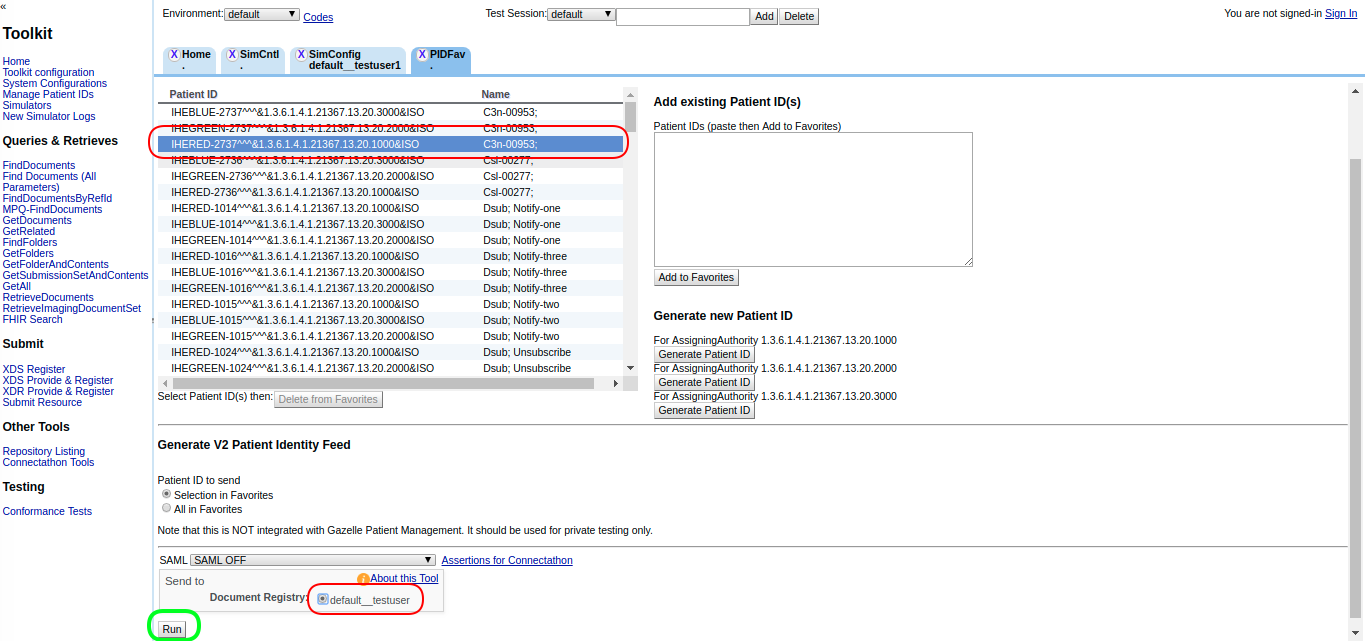 «
Toolkit
Home
Toolkit configuration
System Configurations
Manage Patient IDs
Simulators
New Simulator Logs
Queries & Retrieves
FindDocuments
Find Documents (All
Parameters)
FindDocumentsByRefId
MPQ-FindDocuments
GetDocuments
GetRelated
FindFolders
GetFolders
GetFolderAndContents
GetSubmissionSetAndContents
GetAll
RetrieveDocuments
RetrieveImagingDocumentSet
FHIR Search
Submit
XDS Register
XDS Provide & Register
XDR Provide & Register
Submit Resource
Other Tools
Repository Listing
Connectathon Tools
Testing
Conformance Tests
Environment: default Codes
Test Session: default Add Delete
You are not signed-in Sign In
X Home .
X SimCntl .
X SimConfig default__testuser1
X PIDFav .
Patient ID Name
IHEBLUE-2737^^^&1.3.6.1.4.1.21367.13.20.3000&ISO C3n-00953;
IHEGREEN-2737^^^&1.3.6.1.4.1.21367.13.20.2000&ISO C3n-00953;
IHERED-2737^^^&1.3.6.1.4.1.21367.13.20.1000&ISO C3n-00953;
IHEBLUE-2736^^^&1.3.6.1.4.1.21367.13.20.3000&ISO Csl-00277;
IHEGREEN-2736^^^&1.3.6.1.4.1.21367.13.20.2000&ISO Csl-00277;
IHERED-2736^^^&1.3.6.1.4.1.21367.13.20.1000&ISO Csl-00277;
IHERED-1014^^^&1.3.6.1.4.1.21367.13.20.1000&ISO Dsub; Notify-one
IHEBLUE-1014^^^&1.3.6.1.4.1.21367.13.20.3000&ISO Dsub; Notify-one
IHEGREEN-1014^^^&1.3.6.1.4.1.21367.13.20.2000&ISO Dsub; Notify-one
IHERED-1016^^^&1.3.6.1.4.1.21367.13.20.1000&ISO Dsub; Notify-three
IHEBLUE-1016^^^&1.3.6.1.4.1.21367.13.20.3000&ISO Dsub; Notify-three
IHEGREEN-1016^^^&1.3.6.1.4.1.21367.13.20.2000&ISO Dsub; Notify-three
IHERED-1015^^^&1.3.6.1.4.1.21367.13.20.1000&ISO Dsub; Notify-two
IHEBLUE-1015^^^&1.3.6.1.4.1.21367.13.20.3000&ISO Dsub; Notify-two
IHEGREEN-1015^^^&1.3.6.1.4.1.21367.13.20.2000&ISO Dsub; Notify-two
IHERED-1024^^^&1.3.6.1.4.1.21367.13.20.1000&ISO Dsub; Unsubscribe
IHEGREEN-1024^^^&1.3.6.1.4.1.21367.13.20.2000&ISO Dsub; Unsubscribe
Select Patient ID(s) then: Delete from Favorites
Add existing Patient ID(s)
Patient IDs (paste then Add to Favorites)
Add to Favorites
Generate new Patient ID
For AssigningAuthority 1.3.6.1.4.1.21367.13.20.1000
Generate Patient ID
For AssigningAuthority 1.3.6.1.4.1.21367.13.20.2000
Generate Patient ID
For AssigningAuthority 1.3.6.1.4.1.21367.13.20.3000
Generate Patient ID
Generate V2 Patient Identity Feed
Patient ID to send
Selection in Favorites
All in Favorites
Note that this is NOT integrated with Gazelle Patient Management. It should be used for private testing only.
SAML SAML OFF Assertions for Connectathon
Send to
i About this Tool
Document Registry: default__testuser
Run